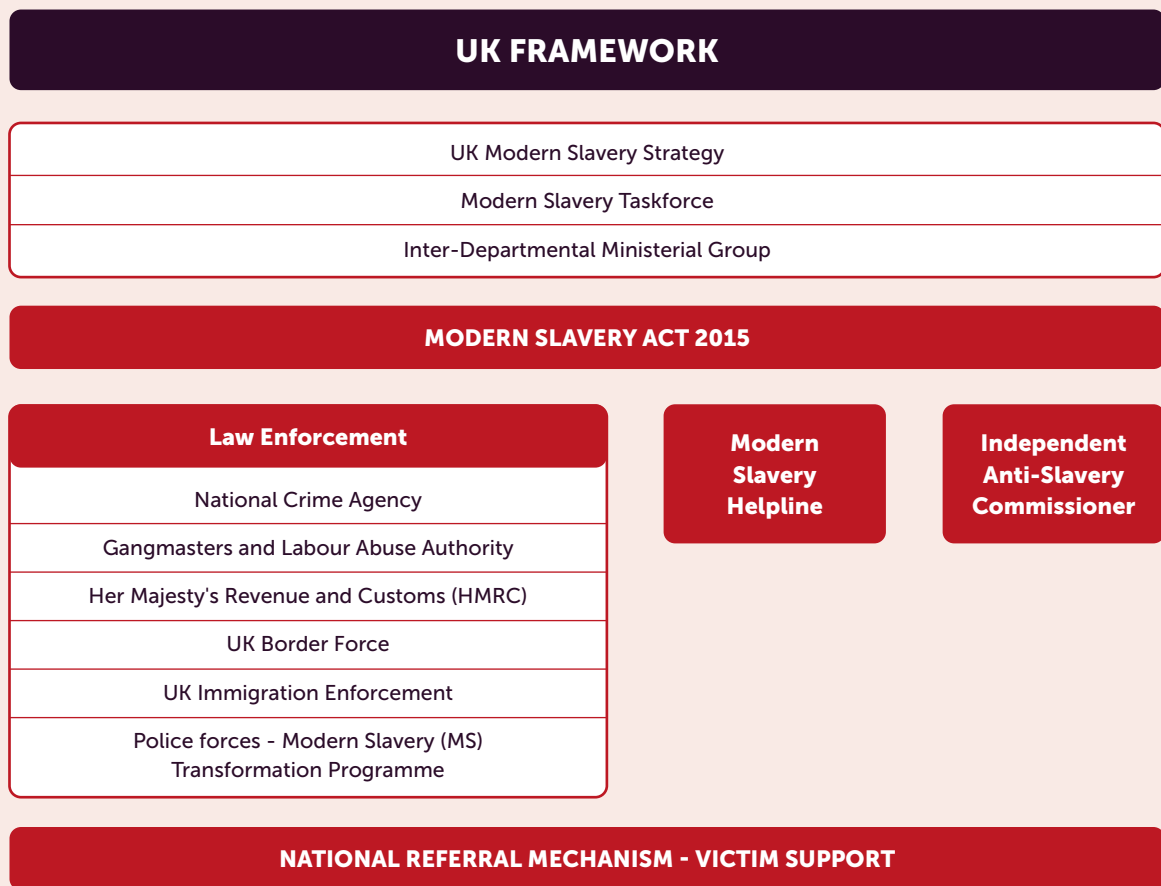 UK FRAMEWORK
UK Modern Slavery Strategy
Modern Slavery Taskforce
Inter-Departmental Ministerial Group
MODERN SLAVERY ACT 2015
Law Enforcement
National Crime Agency
Gangmasters and Labour Abuse Authority
Her Majesty's Revenue and Customs (HMRC)
UK Border Force
UK Immigration Enforcement
Police forces - Modern Slavery (MS)
Transformation Programme
Modern
Slavery
Helpline
Independent
Anti-Slavery
Commissioner
NATIONAL REFERRAL MECHANISM - VICTIM SUPPORT